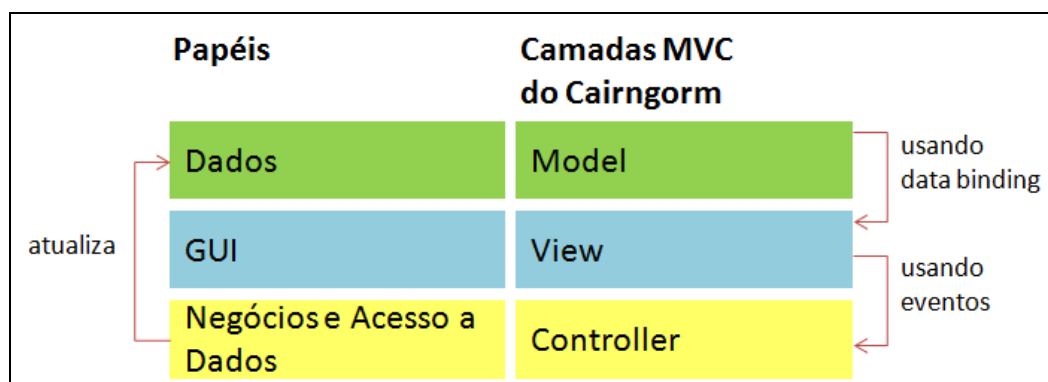 Papéis
Camadas MVC
do Cairngorm
Dados
Model
usando
data binding
atualiza
GUI
View
usando
eventos
Negócios e Acesso a
Dados
Controller